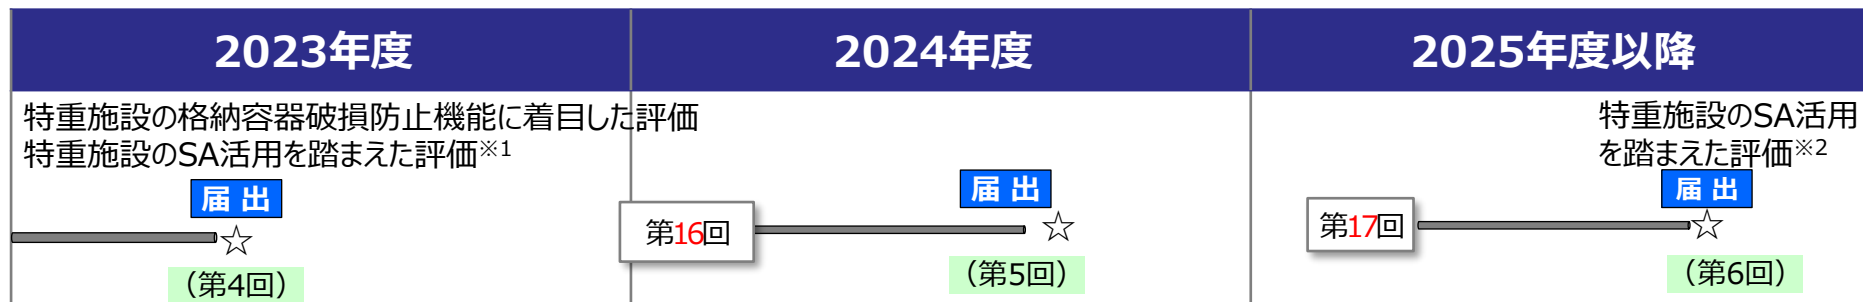 2023年度
2024年度
2025年度以降
特重施設の格納容器破損防止機能に着目した評価
特重施設のSA活用を踏まえた評価※1
届出
☆
（第4回）
第16回
届出
☆
（第5回）
特重施設のSA活用
を踏まえた評価※2
第17回
届出
☆
（第6回）